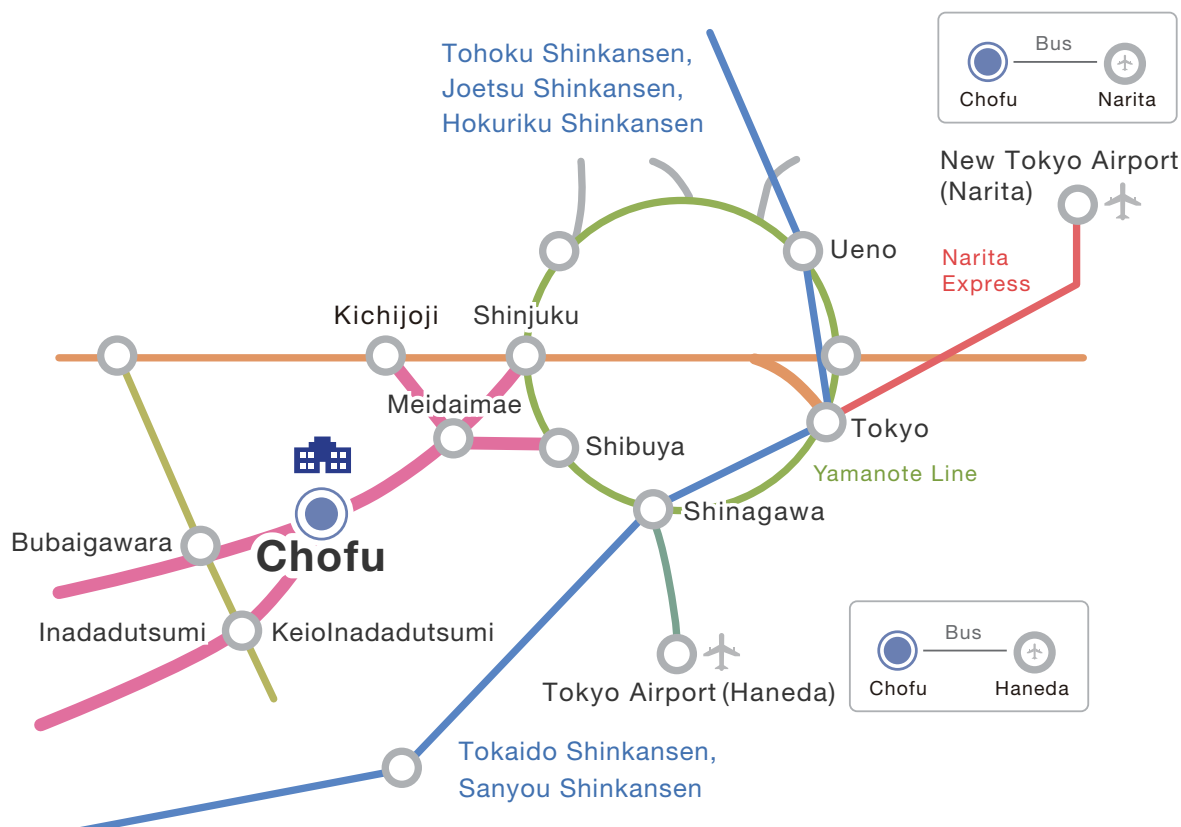 Tohoku Shinkansen,
Joetsu Shinkansen,
Hokuriku Shinkansen
Bus
Chofu
Narita
New Tokyo Airport
(Narita)
Ueno
Narita
Express
Kichijoji
Shinjuku
Meidaimae
Shibuya
Tokyo
Yamanote Line
Shinagawa
Bubaigawara
Chofu
Inadadutsumi
KeioInadadutsumi
Tokyo Airport (Haneda)
Bus
Chofu
Haneda
Tokaido Shinkansen,
Sanyou Shinkansen